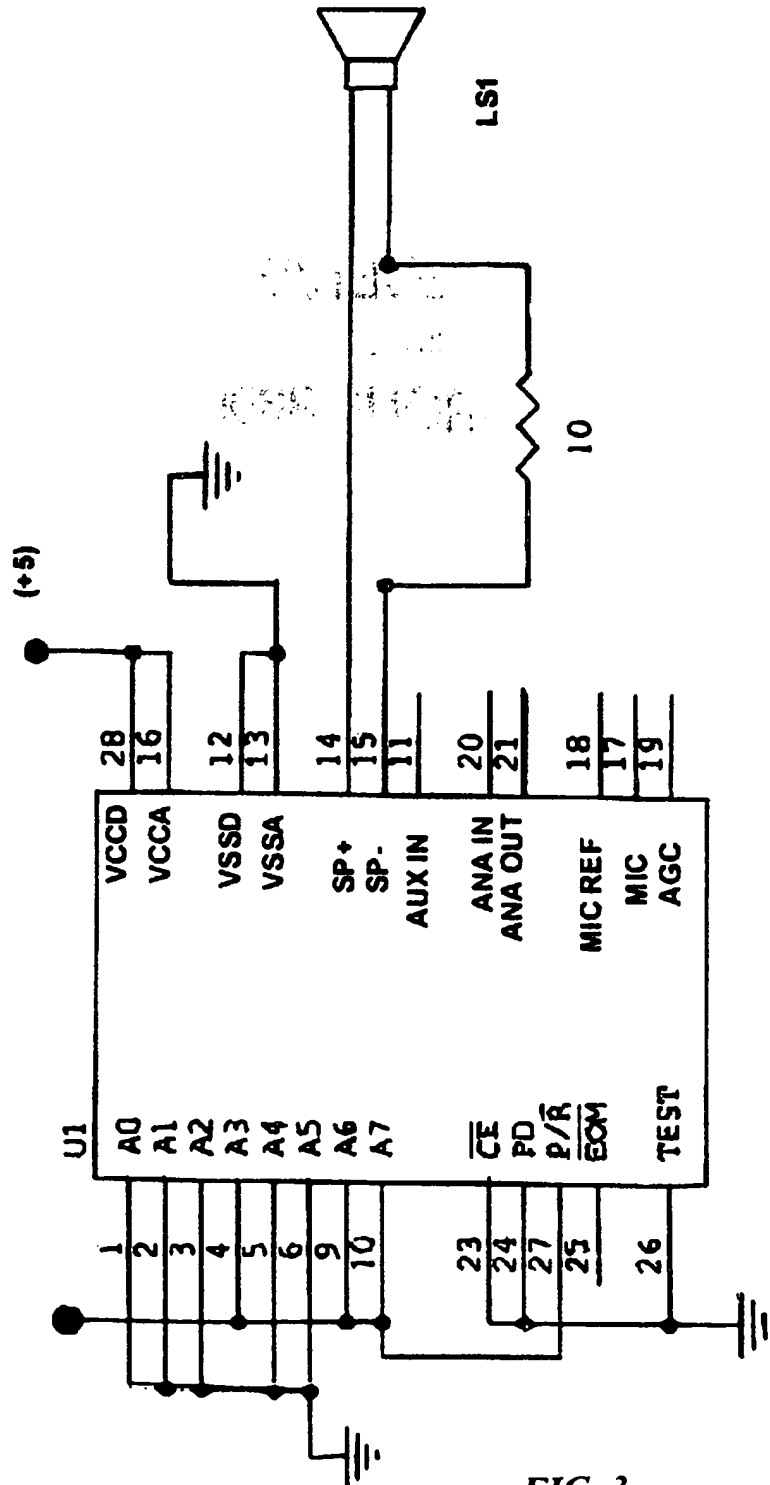 U1
A0
A1
A2
A3
A4
A5
A6
A7
CE
PD
P/R
EOM
TEST
1
2
3
4
5
6
9
10
23
24
27
25
26
VCCD
VCCA
VSSD
VSSA
SP+
SP-
AUX IN
ANA IN
ANA OUT
MIC REF
MIC
AGC
28
16
12
13
14
15
11
20
21
18
17
19
(+5)
10
LS1